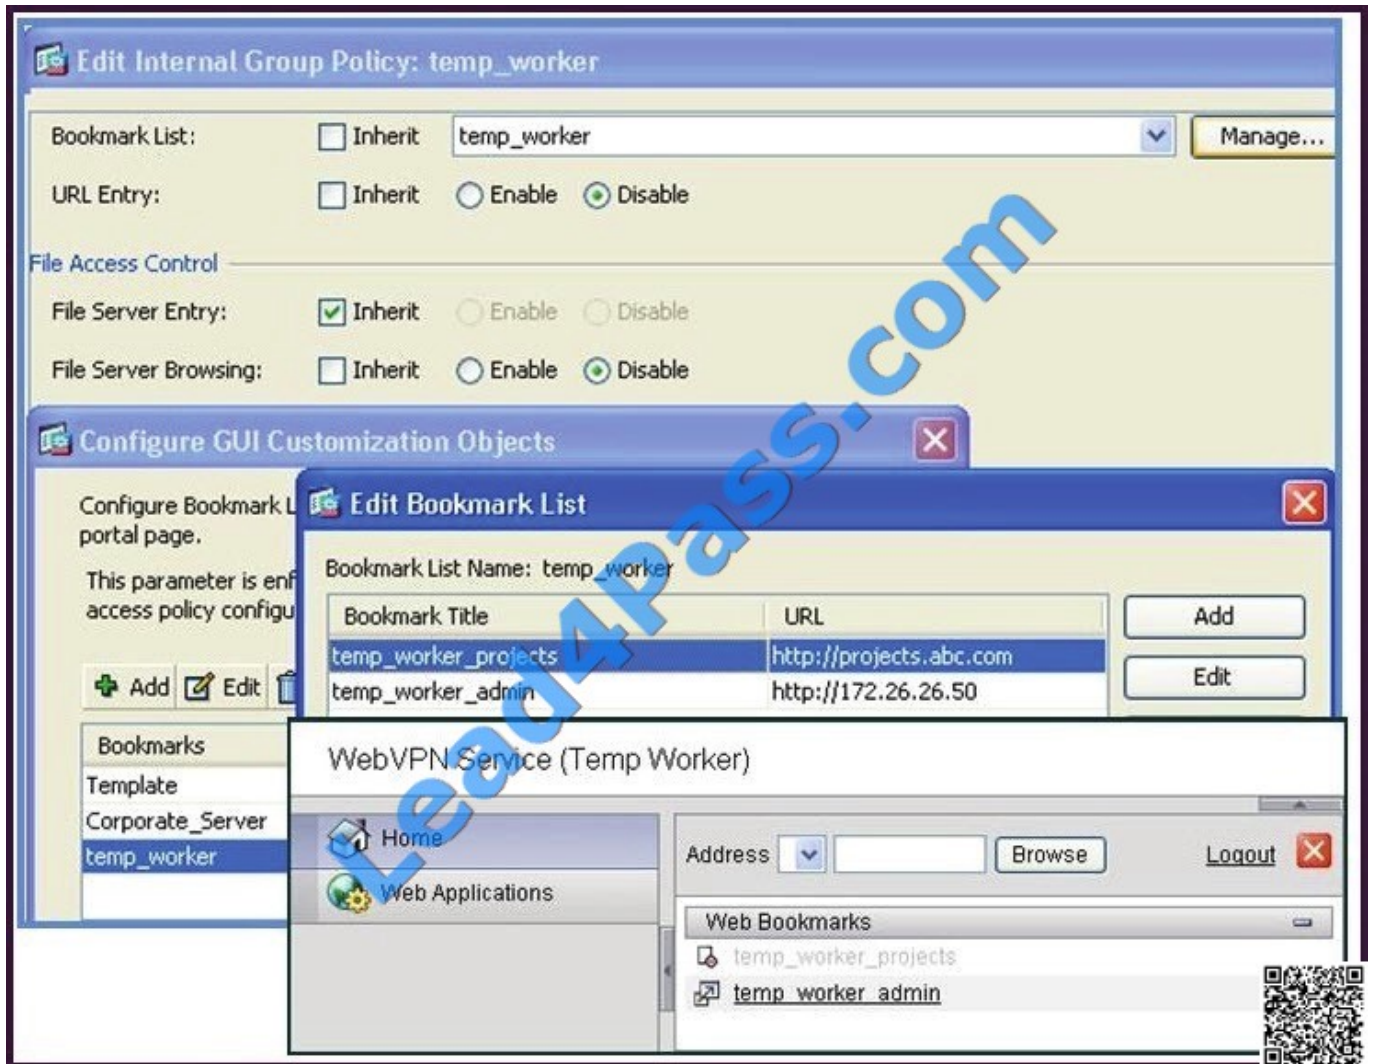 Edit Internal Group Policy: temp_worker
Bookmark List: Inherit temp_worker Manage...
URL Entry: Inherit Enable Disable
File Access Control
File Server Entry: Inherit Enable Disable
File Server Browsing: Inherit Enable Disable
Configure GUI Customization Objects
Configure Bookmark L
portal page.
This parameter is enf
access policy configu
Add Edit
Bookmarks
Template
Corporate_Server
temp_worker
Edit Bookmark List
Bookmark List Name: temp_worker
Bookmark Title URL
temp_worker_projects http://projects.abc.com
temp_worker_admin http://172.26.26.50
Add
Edit
WebVPN Service (Temp Worker)
Home
Web Applications
Address Browse Logout
Web Bookmarks
temp_worker_projects
temp_worker_admin
Lead4Pass.com